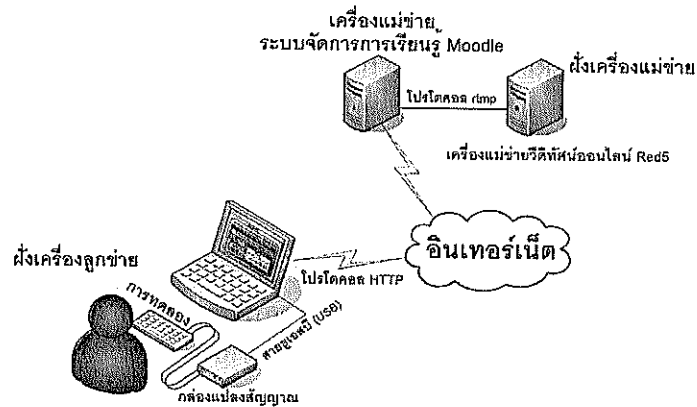 เครื่องแม่ข่าย
ระบบจัดการการเรียนรู้ Moodle
ฝั่งเครื่องแม่ข่าย
โปรโตคอล rtmp
เครื่องแม่ข่ายวีดิทัศน์ออนไลน์ Red5
อินเทอร์เน็ต
ฝั่งเครื่องลูกข่าย
โปรโตคอล HTTP
การทดลอง
สายยูเอสบี (USB)
กล่องแปลงสัญญาณ